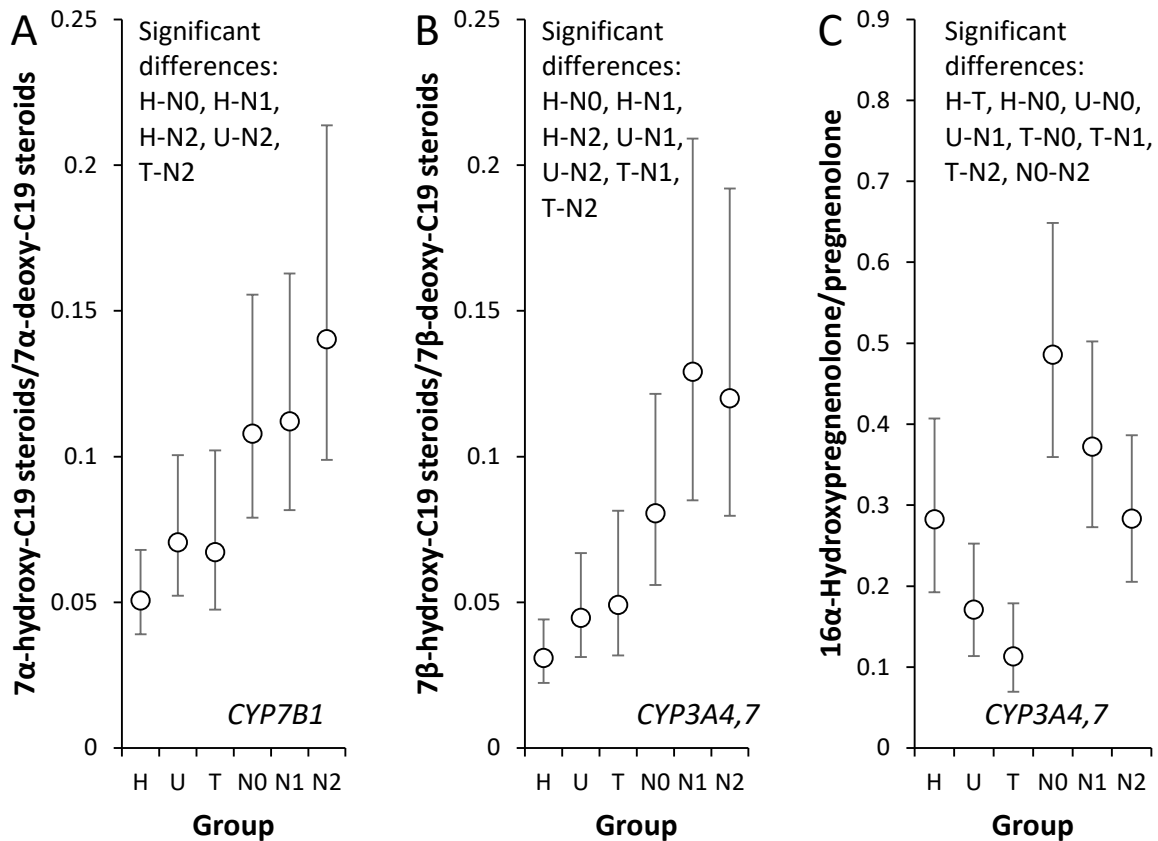 A
7α-hydroxy-C19 steroids/7α-deoxy-C19 steroids
0.25
0.2
0.15
0.1
0.05
0
Significant
differences:
H-N0, H-N1,
H-N2, U-N2,
T-N2
CYP7B1
H U T N0 N1 N2
Group
B
7β-hydroxy-C19 steroids/7β-deoxy-C19 steroids
0.25
0.2
0.15
0.1
0.05
0
Significant
differences:
H-N0, H-N1,
H-N2, U-N1,
U-N2, T-N1,
T-N2
CYP3A4,7
H U T N0 N1 N2
Group
C
16α-Hydroxypregnenolone/pregnenolone
0.9
0.8
0.7
0.6
0.5
0.4
0.3
0.2
0.1
0
Significant
differences:
H-T, H-N0, U-N0,
U-N1, T-N0, T-N1,
T-N2, N0-N2
CYP3A4,7
H U T N0 N1 N2
Group